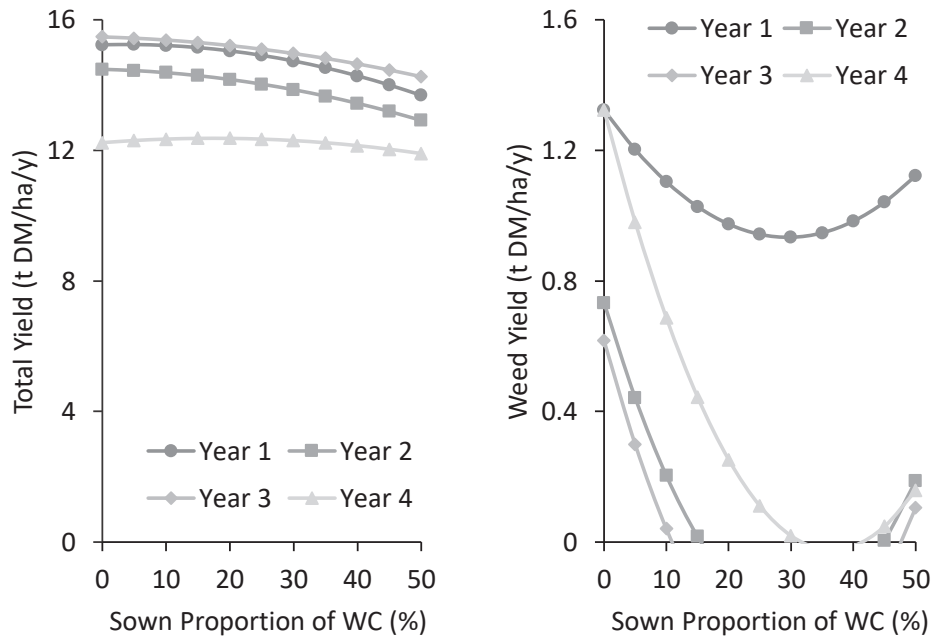 Total Yield (t DM/ha/y)
16
12
8
4
0
Year 1 Year 2
Year 3 Year 4
0 10 20 30 40 50
Sown Proportion of WC (%)
Weed Yield (t DM/ha/y)
1.6
1.2
0.8
0.4
0
Year 1 Year 2
Year 3 Year 4
0 10 20 30 40 50
Sown Proportion of WC (%)